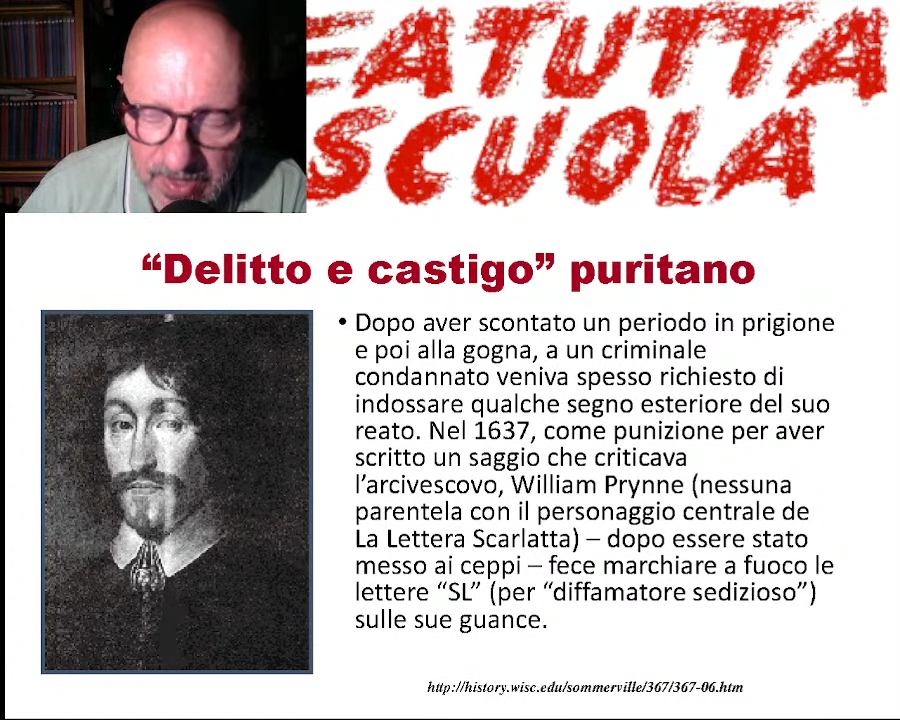 EATUTTA
SCUOLA
“Delitto e castigo” puritano
• Dopo aver scontato un periodo in prigione
e poi alla gogna, a un criminale
condannato veniva spesso richiesto di
indossare qualche segno esteriore del suo
reato. Nel 1637, come punizione per aver
scritto un saggio che criticava
l’arcivescovo, William Prynne (nessuna
parentela con il personaggio centrale de
La Lettera Scarlatta) – dopo essere stato
messo ai ceppi – fece marchiare a fuoco le
lettere “SL” (per “diffamatore sedizioso”)
sulle sue guance.
http://history.wisc.edu/sommerville/367/367-06.htm